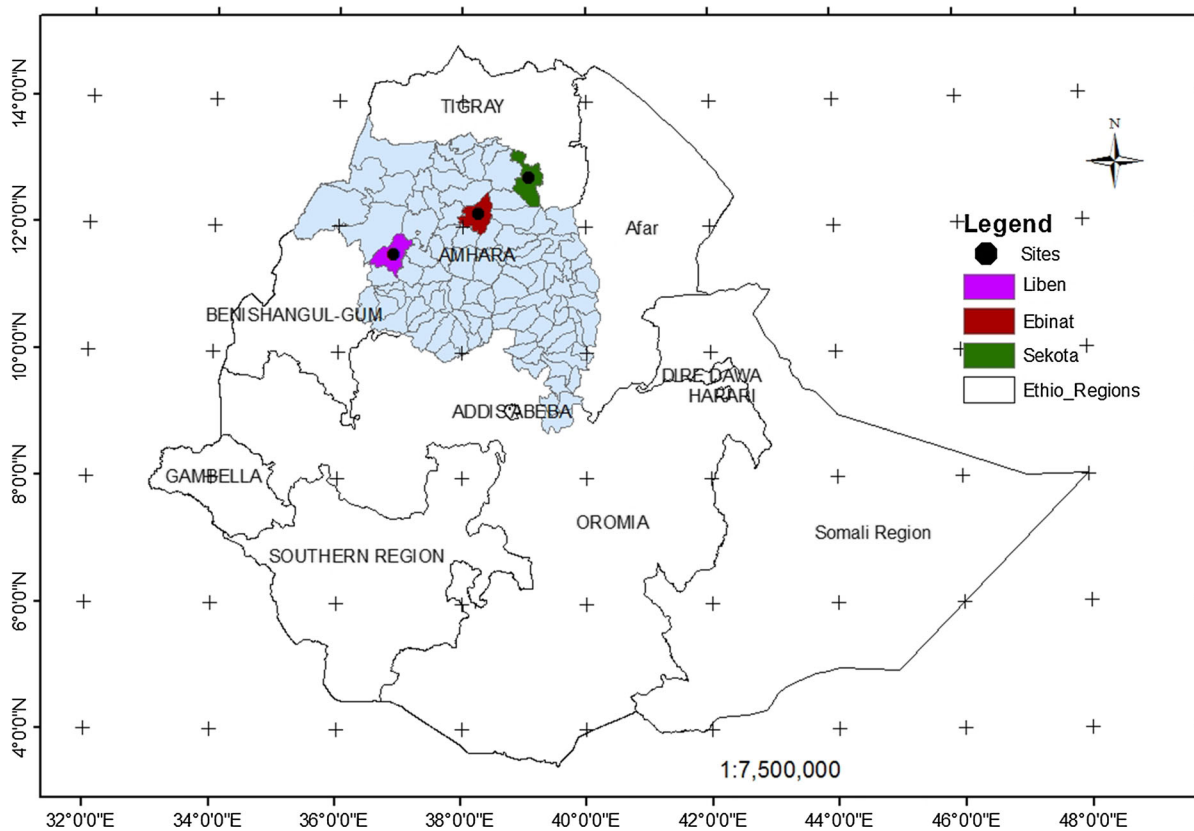 14°0'0"N
12°0'0"N
10°0'0"N
8°0'0"N
6°0'0"N
4°0'0"N
TIGRAY
Afar
AMHARA
BENISHANGUL-GUM
DIRE DAWA
HARARI
ADDIS ABEBA
GAMBELLA
OROMIA
Somali Region
SOUTHERN REGION
N
Legend
Sites
Liben
Ebinat
Sekota
Ethio_Regions
1:7,500,000
32°0'0"E 34°0'0"E 36°0'0"E 38°0'0"E 40°0'0"E 42°0'0"E 44°0'0"E 46°0'0"E 48°0'0"E